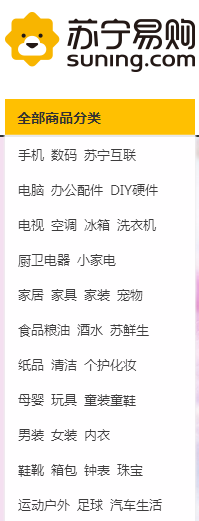 苏宁易购
suning.com
全部商品分类
手机 数码 苏宁互联
电脑 办公配件 DIY硬件
电视 空调 冰箱 洗衣机
厨卫电器 小家电
家居 家具 家装 宠物
食品粮油 酒水 苏鲜生
纸品 清洁 个护化妆
母婴 玩具 童装童鞋
男装 女装 内衣
鞋靴 箱包 钟表 珠宝
运动户外 足球 汽车生活